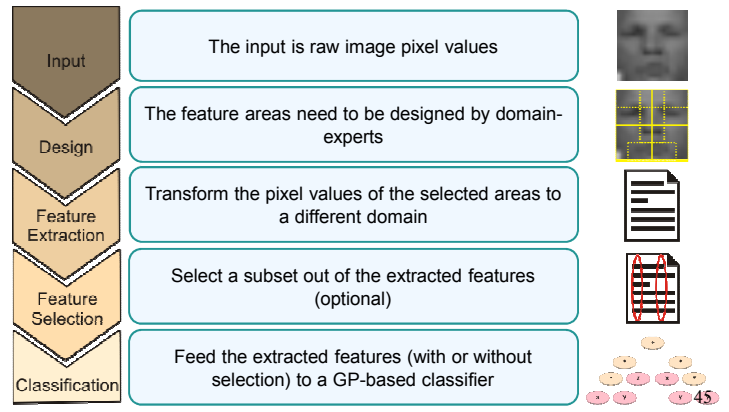 Input
The input is raw image pixel values
Design
The feature areas need to be designed by domain-
experts
Feature
Extraction
Transform the pixel values of the selected areas to
a different domain
Feature
Selection
Select a subset out of the extracted features
(optional)
Classification
Feed the extracted features (with or without
selection) to a GP-based classifier
45